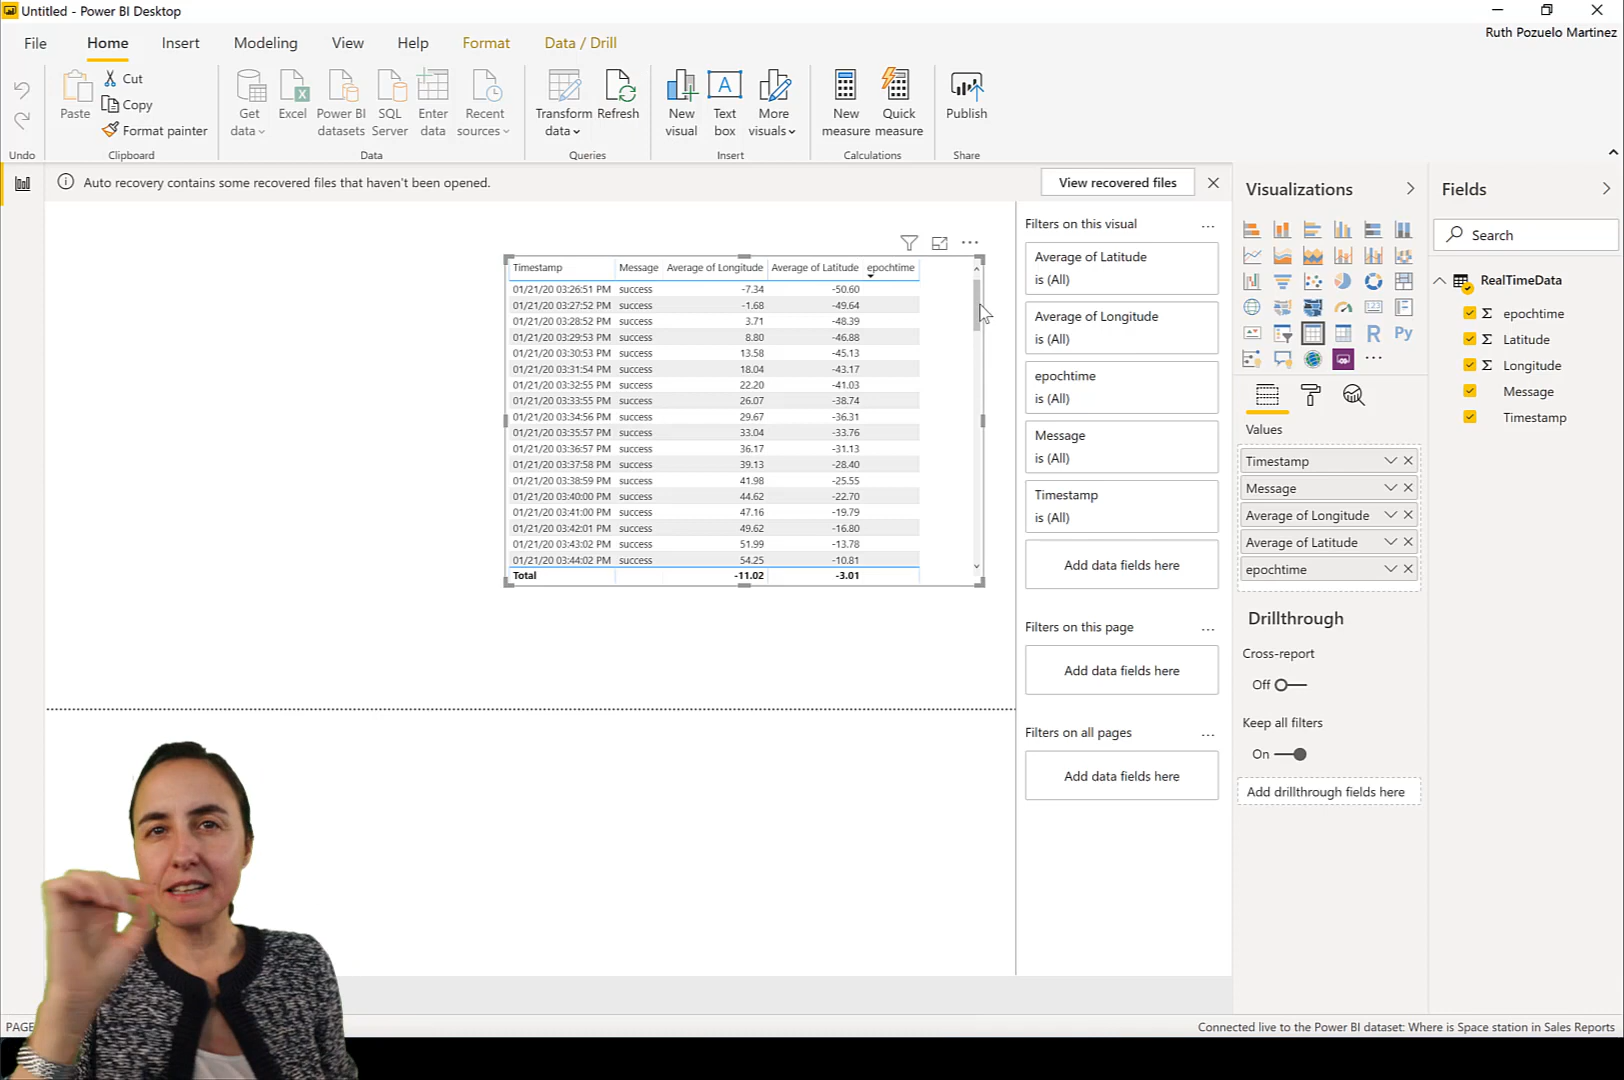 Untitled - Power BI Desktop
Ruth Pozuelo Martinez
File Home Insert Modeling View Help Format Data / Drill
Paste
Cut
Copy
Format painter
Get data
Excel
Power BI datasets
SQL Server
Enter data
Recent sources
Transform data
Refresh
New visual
A
Text box
More visuals
New measure
Quick measure
Publish
Undo Clipboard Data Queries Insert Calculations Share
Auto recovery contains some recovered files that haven't been opened.
View recovered files
Timestamp Message Average of Longitude Average of Latitude epochtime
01/21/20 03:26:51 PM success -7.34 -50.60
01/21/20 03:27:52 PM success -1.68 -49.64
01/21/20 03:28:52 PM success 3.71 -48.39
01/21/20 03:29:53 PM success 8.80 -46.88
01/21/20 03:30:53 PM success 13.58 -45.13
01/21/20 03:31:54 PM success 18.04 -43.17
01/21/20 03:32:55 PM success 22.20 -41.03
01/21/20 03:33:55 PM success 26.07 -38.74
01/21/20 03:34:56 PM success 29.67 -36.31
01/21/20 03:35:57 PM success 33.04 -33.76
01/21/20 03:36:57 PM success 36.17 -31.13
01/21/20 03:37:58 PM success 39.13 -28.40
01/21/20 03:38:59 PM success 41.98 -25.55
01/21/20 03:40:00 PM success 44.62 -22.70
01/21/20 03:41:00 PM success 47.16 -19.79
01/21/20 03:42:01 PM success 49.62 -16.80
01/21/20 03:43:02 PM success 51.99 -13.78
01/21/20 03:44:02 PM success 54.25 -10.81
Total -11.02 -3.01
Filters on this visual ...
Average of Latitude
is (All)
Average of Longitude
is (All)
epochtime
is (All)
Message
is (All)
Timestamp
is (All)
Add data fields here
Filters on this page ...
Add data fields here
Filters on all pages ...
Add data fields here
Visualizations
R Py
Values
Timestamp
Message
Average of Longitude
Average of Latitude
epochtime
Drillthrough
Cross-report
Off
Keep all filters
On
Add drillthrough fields here
Fields
Search
RealTimeData
Σ epochtime
Σ Latitude
Σ Longitude
Message
Timestamp
PAGE
Connected live to the Power BI dataset: Where is Space station in Sales Reports